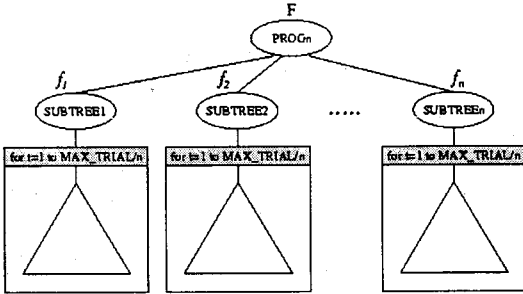 F
PROGn
f1 f2 fn
SUBTREE1 SUBTREE2 ..... SUBTREEn
for t=1 to MAX_TRIAL/n for t=1 to MAX_TRIAL/n for t=1 to MAX_TRIAL/n